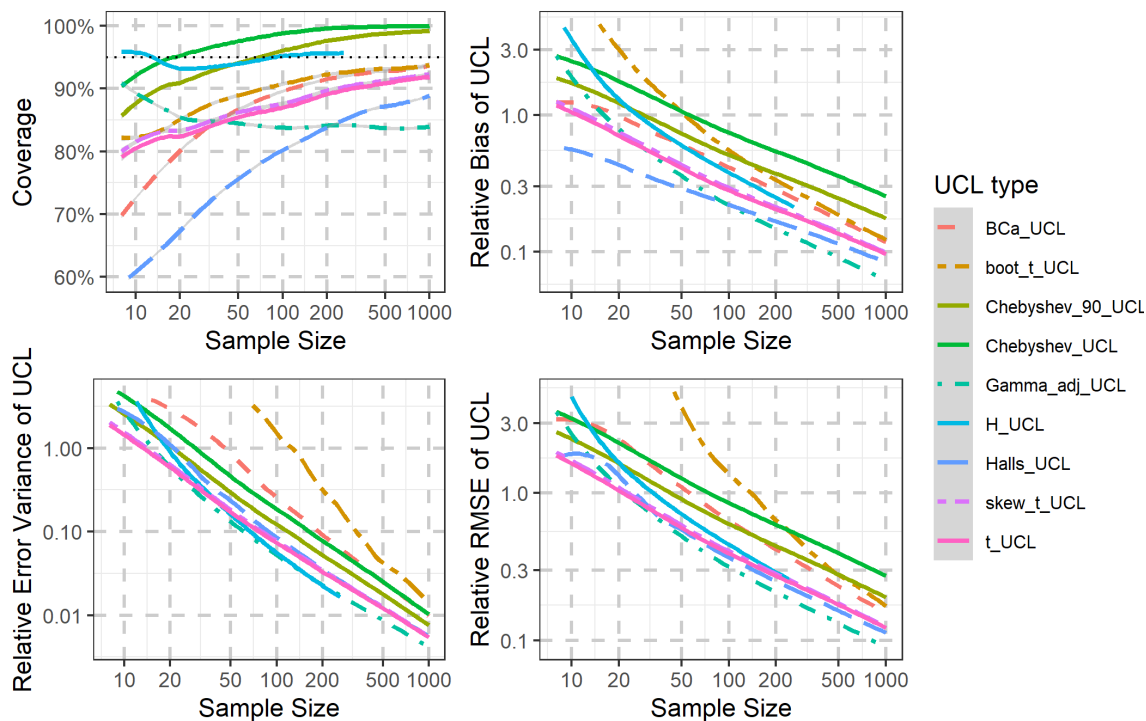 Coverage
100%
90%
80%
70%
60%
10 20 50 100 200 500 1000
Sample Size
Relative Bias of UCL
3.0
1.0
0.3
0.1
10 20 50 100 200 500 1000
Sample Size
Relative Error Variance of UCL
1.00
0.10
0.01
10 20 50 100 200 500 1000
Sample Size
Relative RMSE of UCL
3.0
1.0
0.3
0.1
10 20 50 100 200 500 1000
Sample Size
UCL type
BCa_UCL
boot_t_UCL
Chebyshev_90_UCL
Chebyshev_UCL
Gamma_adj_UCL
H_UCL
Halls_UCL
skew_t_UCL
t_UCL